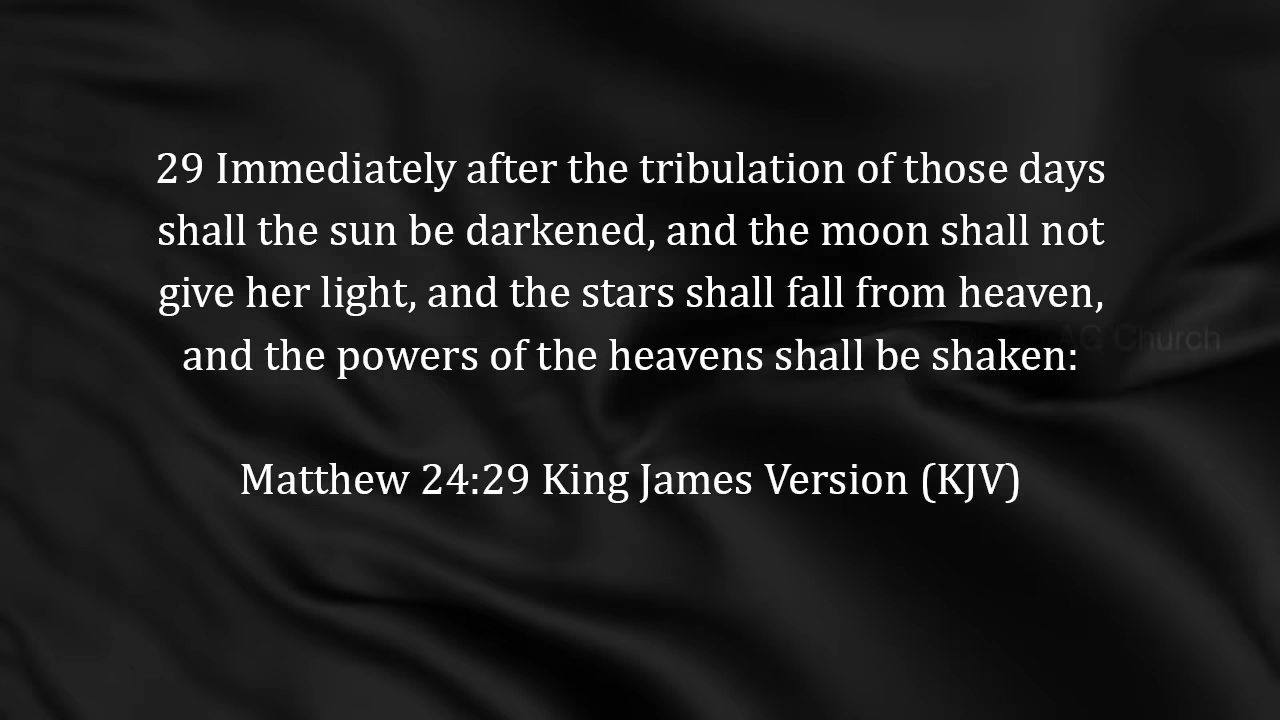 29 Immediately after the tribulation of those days
shall the sun be darkened, and the moon shall not
give her light, and the stars shall fall from heaven,
and the powers of the heavens shall be shaken:
AG Church
Matthew 24:29 King James Version (KJV)